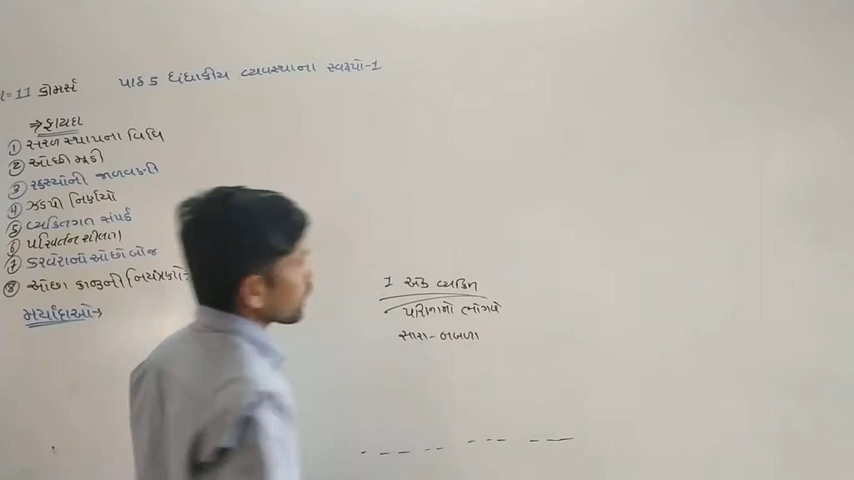 =11 કોમર્સ પાઠ 5 ધંધાકીય વ્યવસ્થાના સ્વરૂપો-1
⇒ ફાયદા
① સરળ સ્થાપના વિધિ
② ઓછી મૂડી
③ રહસ્યોની જાળવણી
④ ઝડપી નિર્ણયો
⑤ વ્યકિતગત સંપર્ક
⑥ પરિવર્તનશીલતા
⑦ કરવેરાનો ઓછો બોજ
⑧ ઓછા કાનુની નિયંત્રણો:
મર્યાદાઓ→
1 એક વ્યકિત
પરિણામો ભોગવે
સારા-નબળા